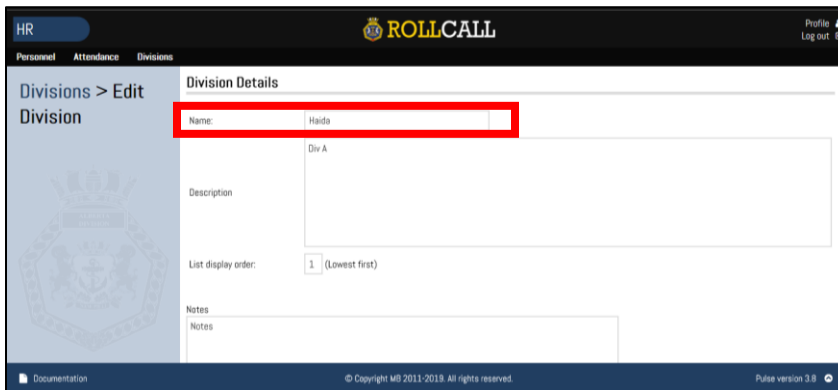 HR
ROLLCALL
Profile
Log out
Personnel Attendance Divisions
Divisions > Edit
Division
Division Details
Name: Haida
Description
Div A
List display order: 1 (Lowest first)
Notes
Notes
Documentation © Copyright MB 2011-2019. All rights reserved. Pulse version 3.8